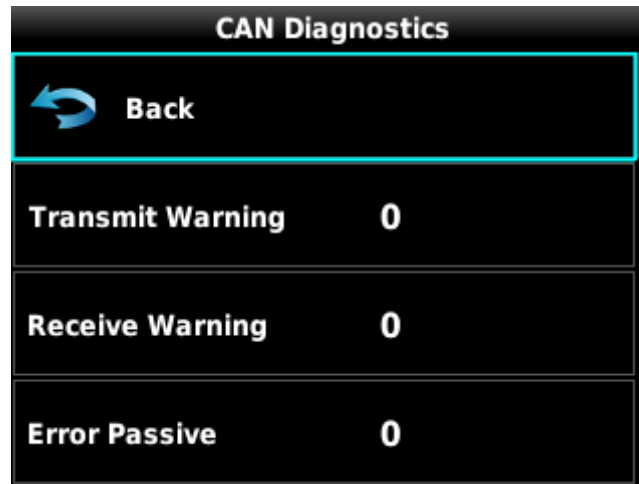 CAN Diagnostics
Back
Transmit Warning 0
Receive Warning 0
Error Passive 0